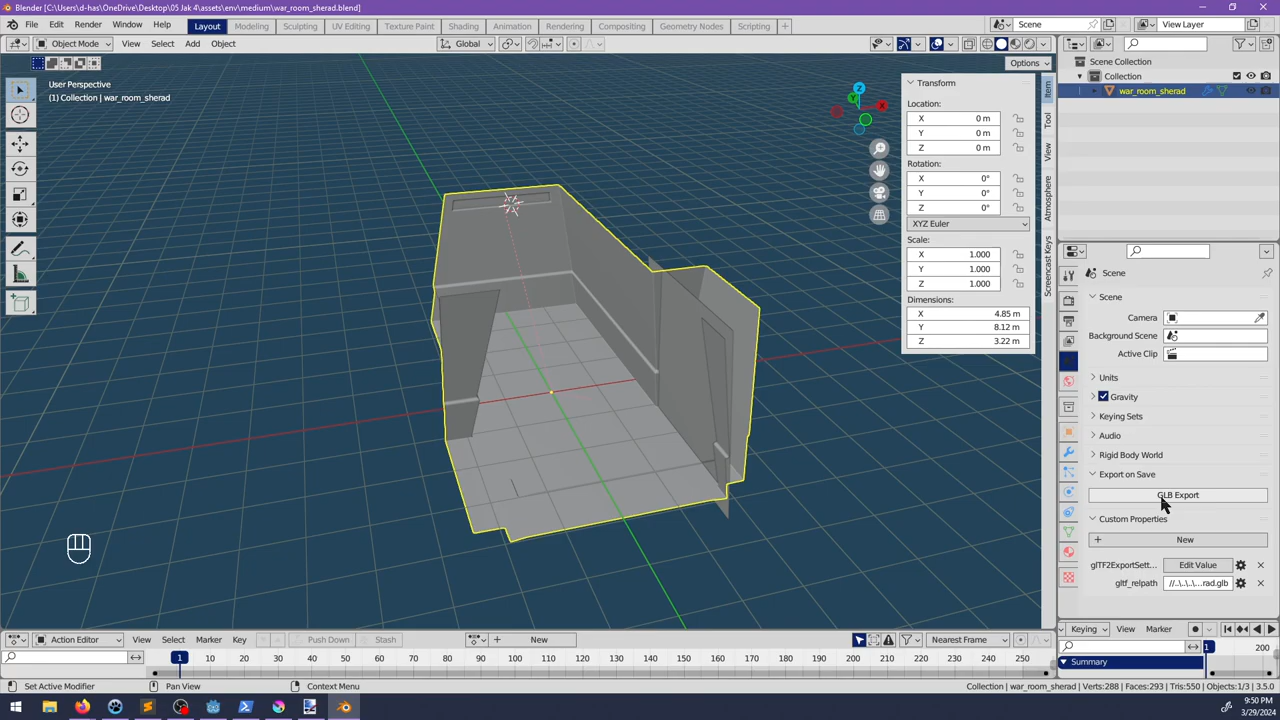 Blender [C:\Users\d-has\OneDrive\Desktop\05 Jak 4\assets\env\medium\war_room_sherad.blend]
File Edit Render Window Help Layout Modeling Sculpting UV Editing Texture Paint Shading Animation Rendering Compositing Geometry Nodes Scripting + Scene View Layer
Object Mode View Select Add Object Global
Options
User Perspective
(1) Collection | war_room_sherad
Z
Y
X
Transform
Location:
X 0 m
Y 0 m
Z 0 m
Rotation:
X 0°
Y 0°
Z 0°
XYZ Euler
Scale:
X 1.000
Y 1.000
Z 1.000
Dimensions:
X 4.85 m
Y 8.12 m
Z 3.22 m
Item
Tool
View
Atmosphere
Screencast Keys
Scene Collection
Collection
war_room_sherad
Scene
Scene
Camera
Background Scene
Active Clip
Units
Gravity
Keying Sets
Audio
Rigid Body World
Export on Save
GLB Export
Custom Properties
+ New
glTF2ExportSett... Edit Value
gltf_relpath //..\..\..\...rad.glb
Action Editor View Select Marker Key Push Down Stash + New Nearest Frame
1 10 20 30 40 50 60 70 80 90 100 110 120 130 140 150 160 170 180 190 200 210 220 230 240 250
Keying View Marker
1 200
Summary
Set Active Modifier Pan View Context Menu Collection | war_room_sherad | Verts:288 | Faces:293 | Tris:550 | Objects:1/3 | 3.5.0
9:50 PM
3/29/2024